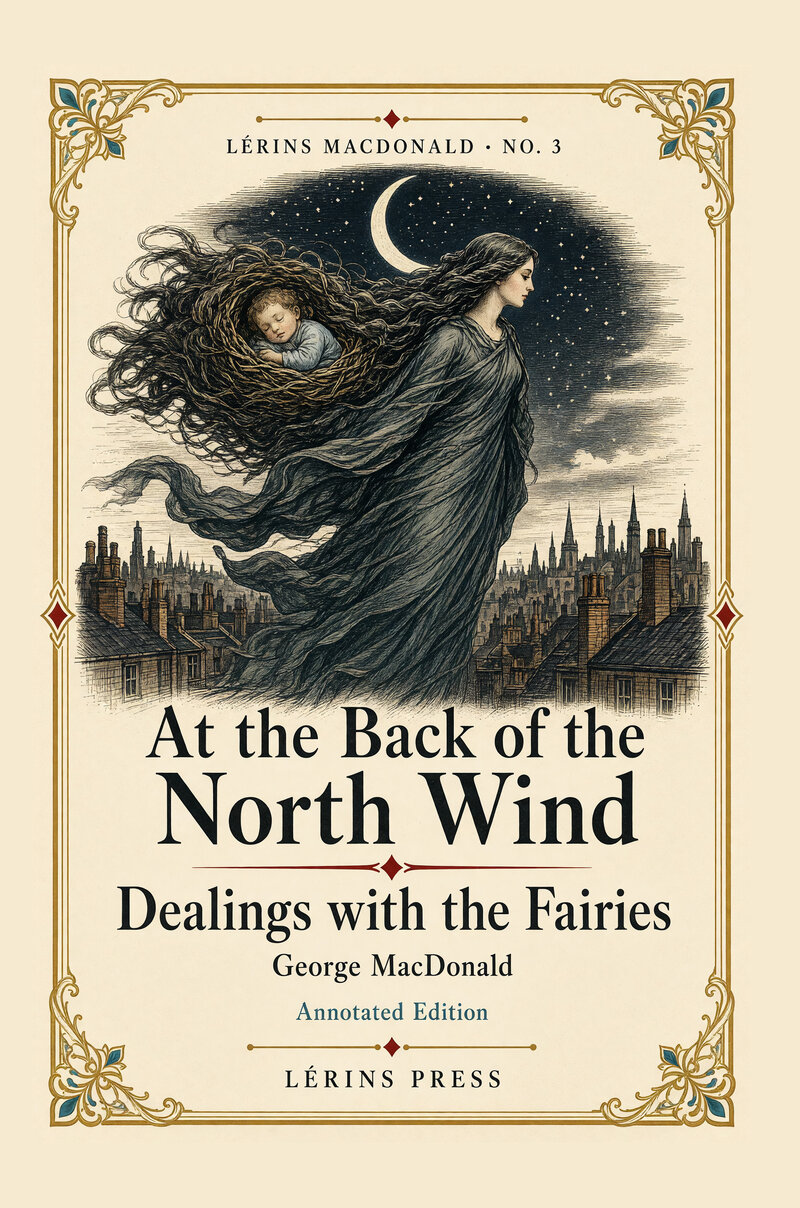 LÉRINS MACDONALD · NO. 3
At the Back of the
North Wind
Dealings with the Fairies
George MacDonald
Annotated Edition
LÉRINS PRESS